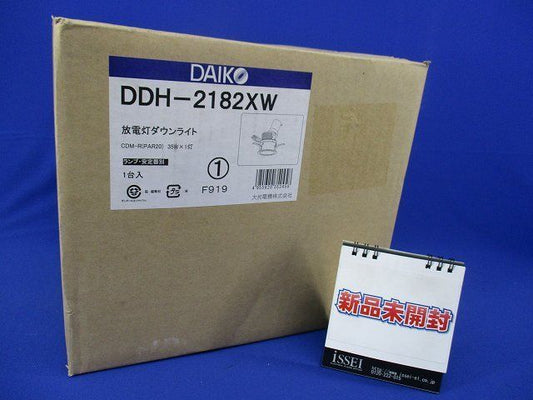 DAIKO
DDH-2182XW
放電灯ダウンライト
CDM-R(PAR20) 35W×1灯
ランプ・安定器別
1台入
①
F919
大光電機株式会社
新品未開封
iSSEI